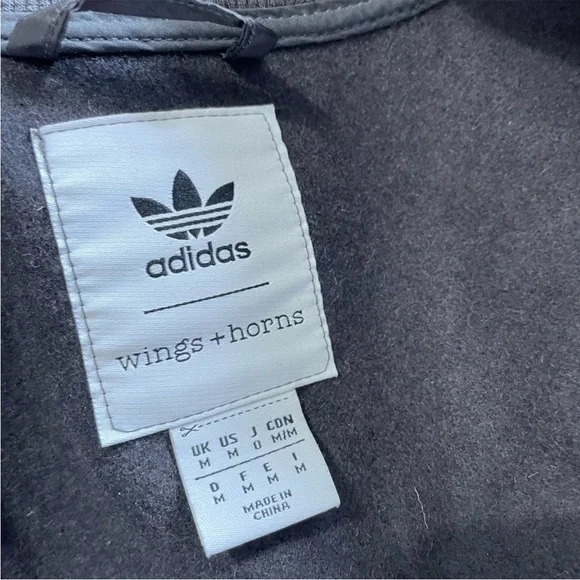 adidas
wings+horns
UK US J CDN
M M O M/M
D F E I
M M M M
MADE IN
CHINA